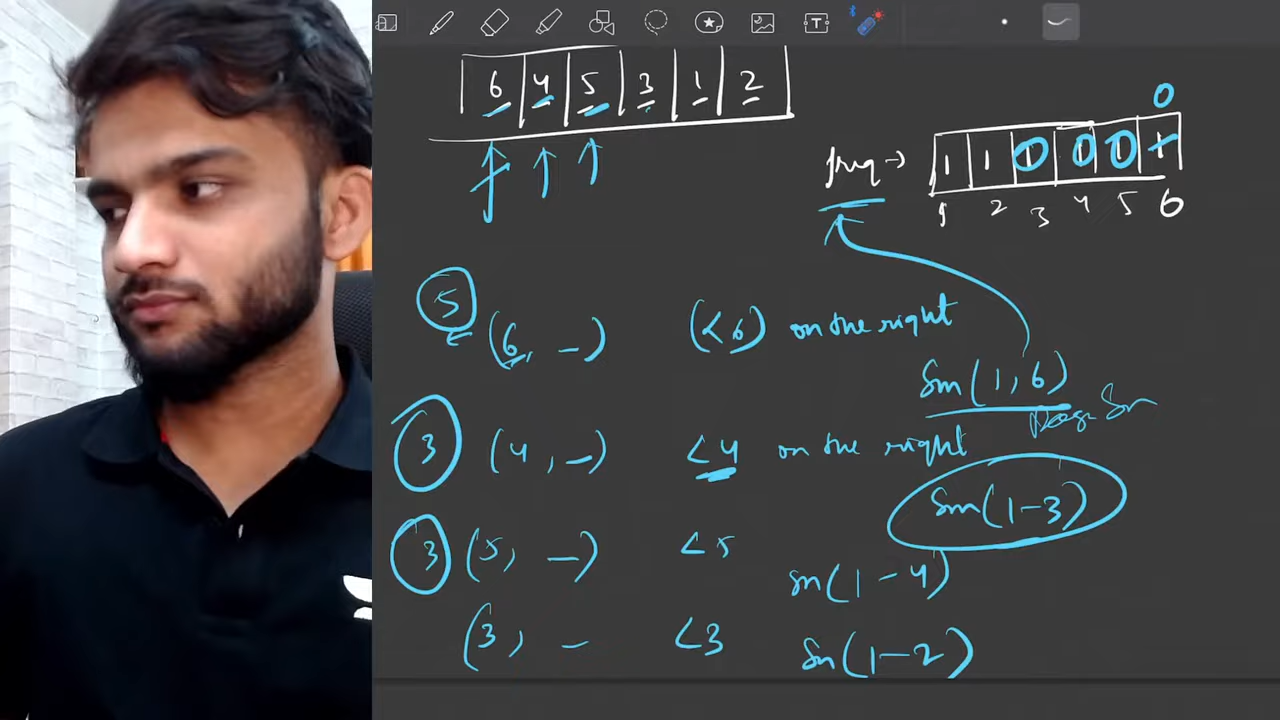 6 4 5 3 1 2
0
freq → 1 1 0 0 0 1
1 2 3 4 5 6
5 (6, –) (<6) on the right
Sm(1,6)
3 (4, –) <4 on the right
Sm(1–3)
3 (5, –) <5
Sm(1–4)
(3, – <3 Sm(1–2)